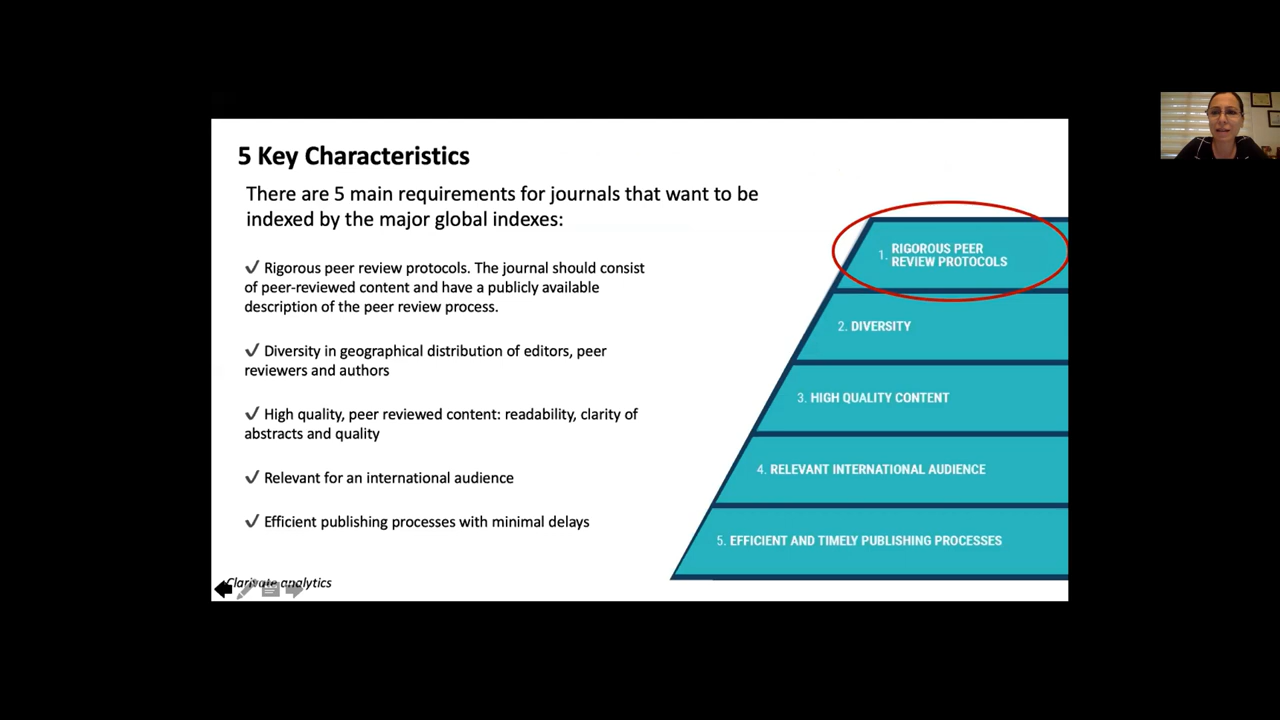 5 Key Characteristics
There are 5 main requirements for journals that want to be
indexed by the major global indexes:
✓ Rigorous peer review protocols. The journal should consist
of peer-reviewed content and have a publicly available
description of the peer review process.
✓ Diversity in geographical distribution of editors, peer
reviewers and authors
✓ High quality, peer reviewed content: readability, clarity of
abstracts and quality
✓ Relevant for an international audience
✓ Efficient publishing processes with minimal delays
Clarivate analytics
1. RIGOROUS PEER
REVIEW PROTOCOLS
2. DIVERSITY
3. HIGH QUALITY CONTENT
4. RELEVANT INTERNATIONAL AUDIENCE
5. EFFICIENT AND TIMELY PUBLISHING PROCESSES